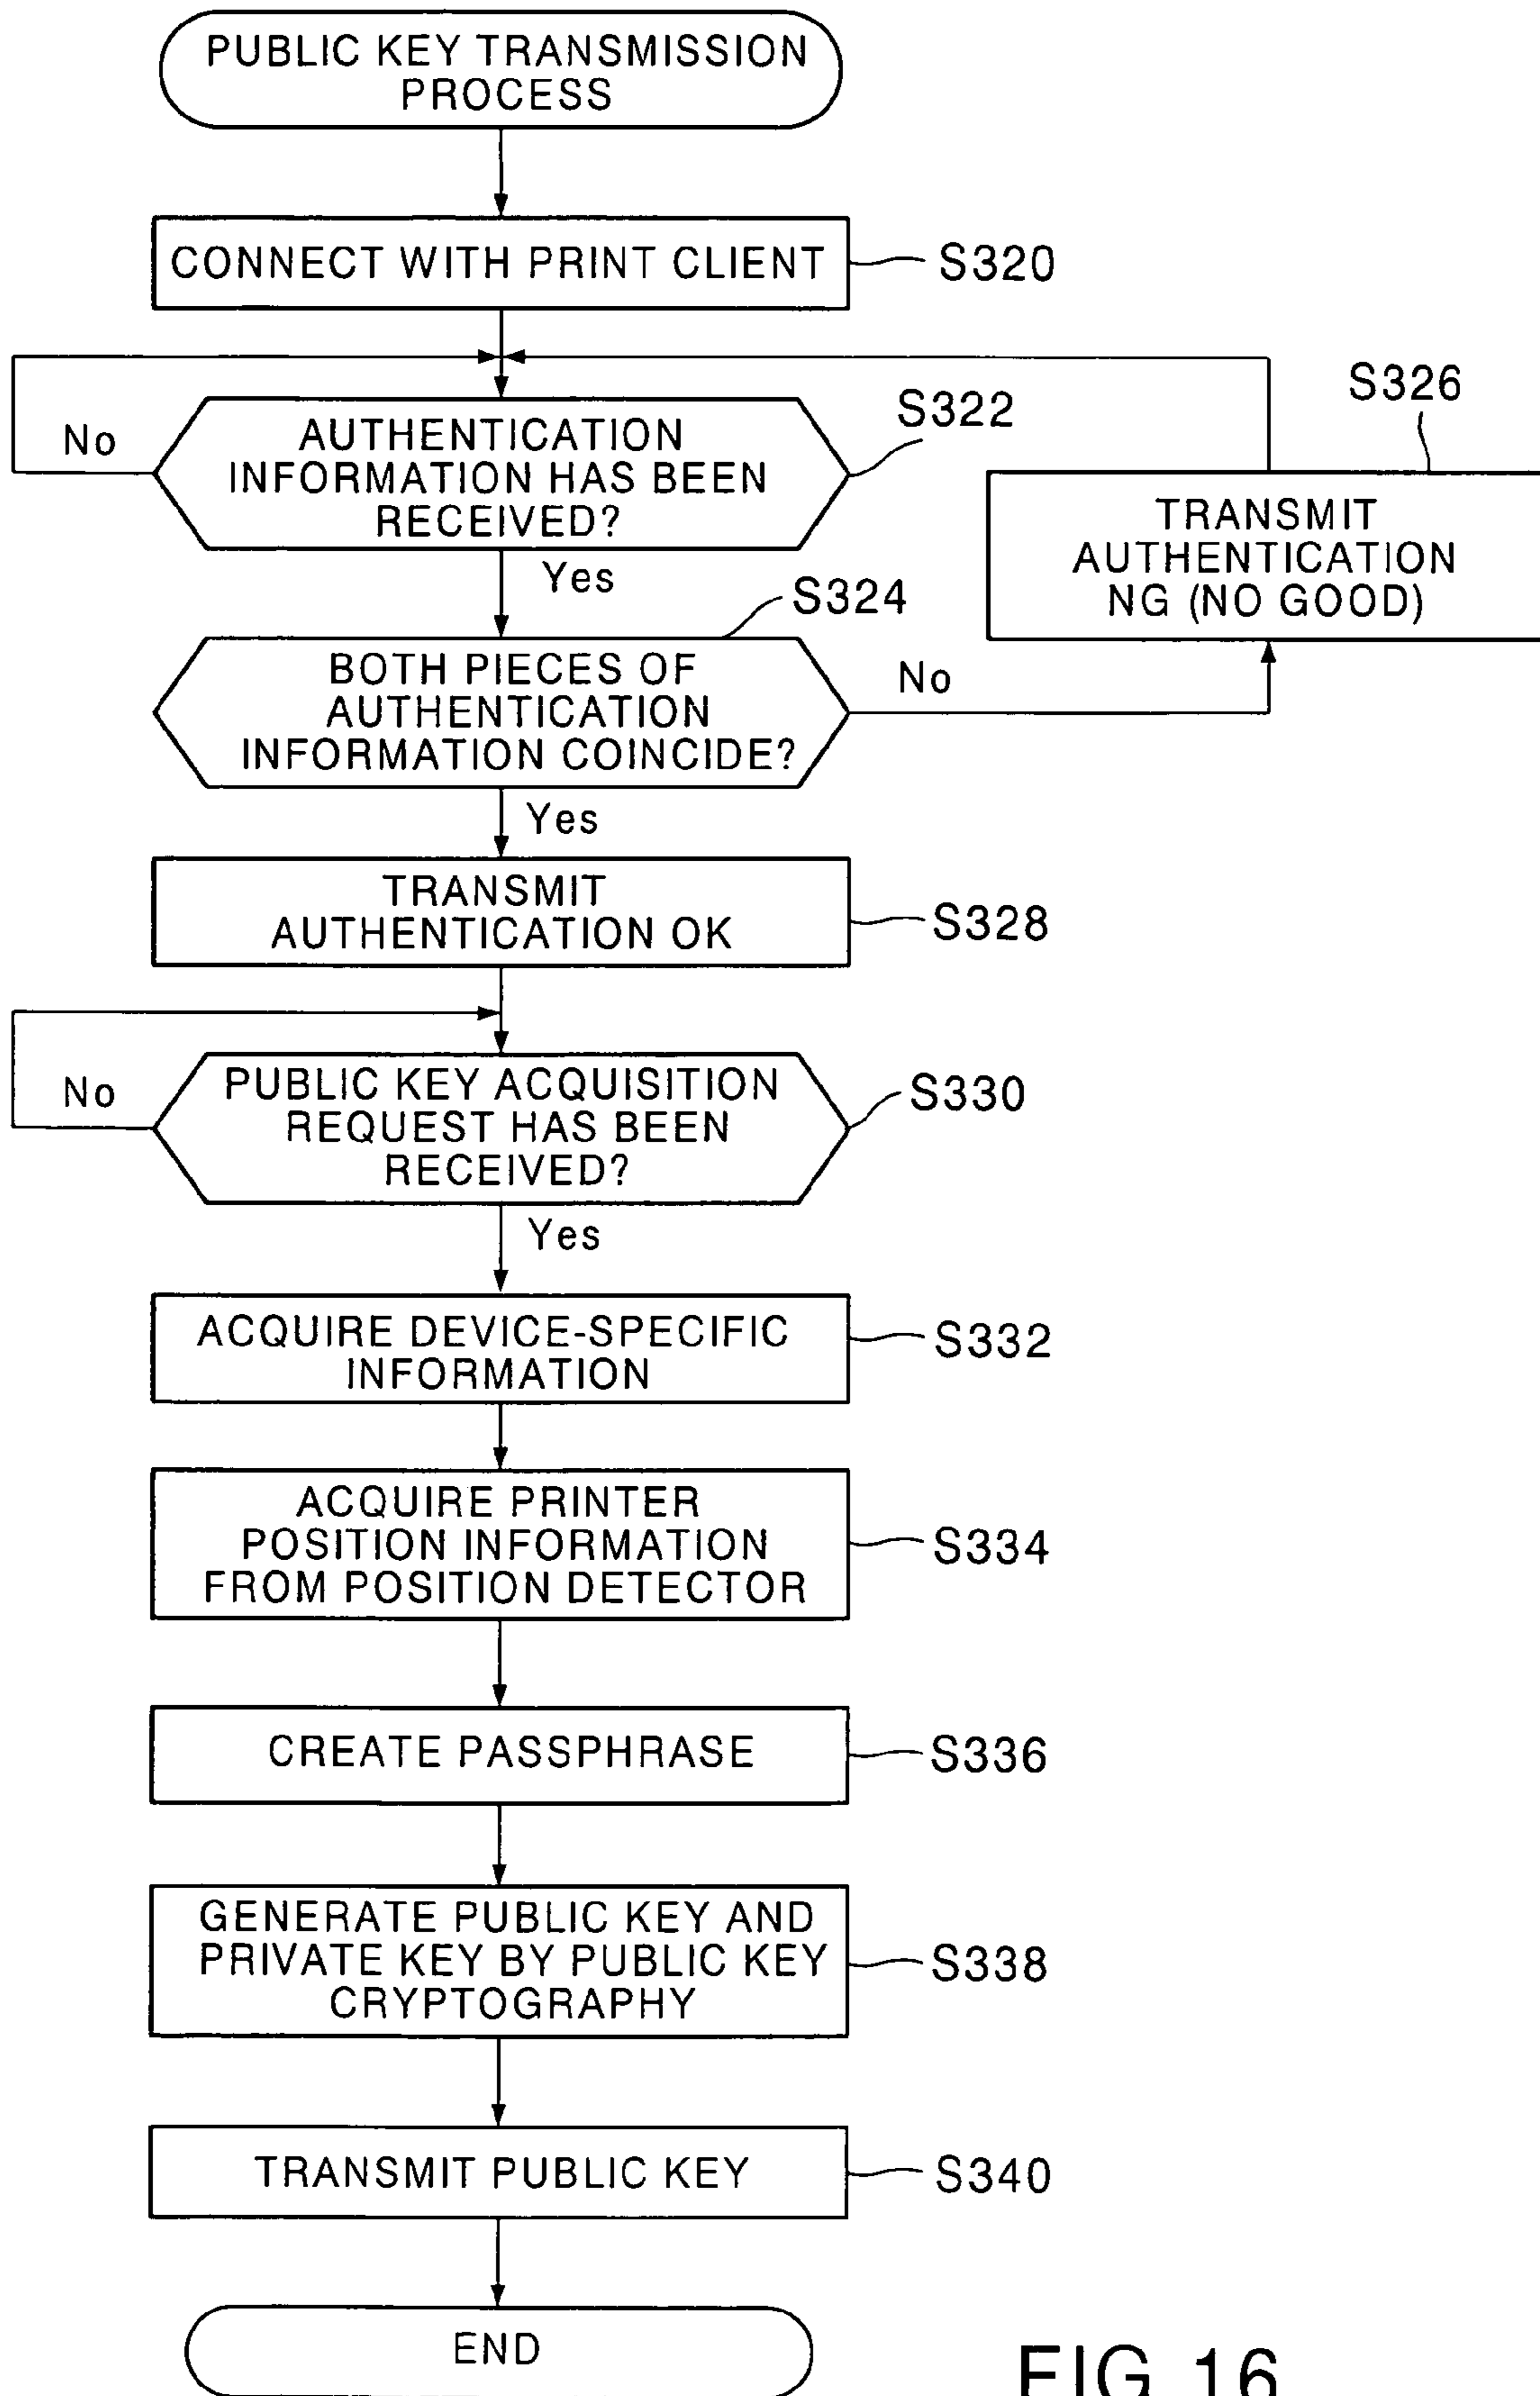 PUBLIC KEY TRANSMISSION
PROCESS
CONNECT WITH PRINT CLIENT
S320
No
AUTHENTICATION
INFORMATION HAS BEEN
RECEIVED?
S322
S326
TRANSMIT
AUTHENTICATION
NG (NO GOOD)
Yes
S324
BOTH PIECES OF
AUTHENTICATION
INFORMATION COINCIDE?
No
Yes
TRANSMIT
AUTHENTICATION OK
S328
No
PUBLIC KEY ACQUISITION
REQUEST HAS BEEN
RECEIVED?
S330
Yes
ACQUIRE DEVICE-SPECIFIC
INFORMATION
S332
ACQUIRE PRINTER
POSITION INFORMATION
FROM POSITION DETECTOR
S334
CREATE PASSPHRASE
S336
GENERATE PUBLIC KEY AND
PRIVATE KEY BY PUBLIC KEY
CRYPTOGRAPHY
S338
TRANSMIT PUBLIC KEY
S340
END
FIG 16